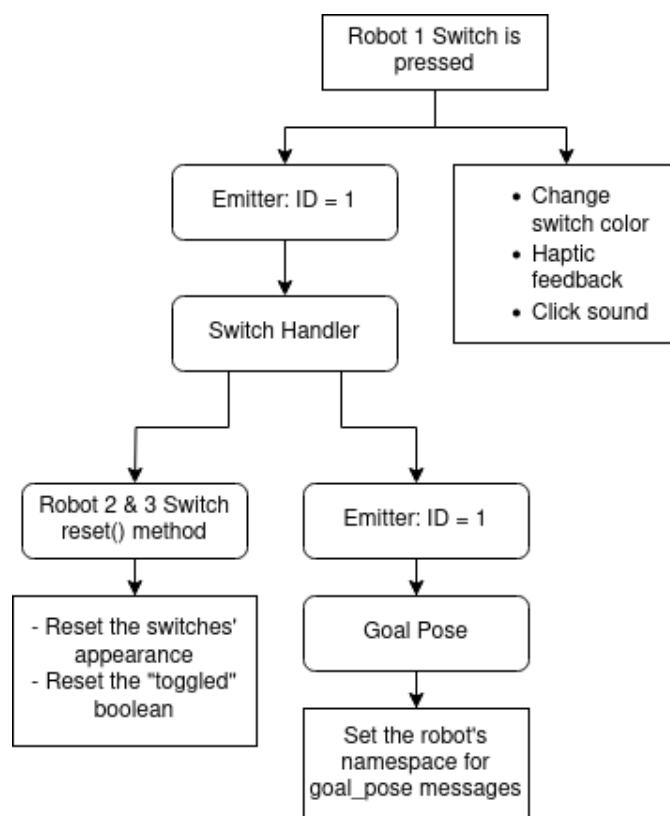 Robot 1 Switch is
pressed
Emitter: ID = 1
• Change
switch color
• Haptic
feedback
• Click sound
Switch Handler
Robot 2 & 3 Switch
reset() method
Emitter: ID = 1
- Reset the switches'
appearance
- Reset the "toggled"
boolean
Goal Pose
Set the robot's
namespace for
goal_pose messages